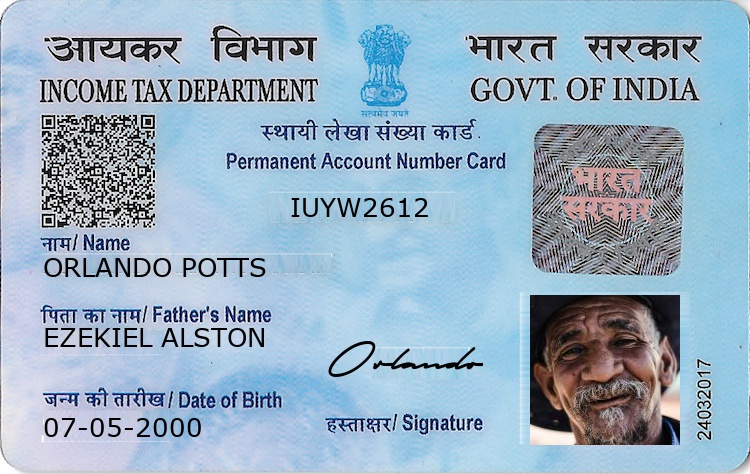 आयकर विभाग
भारत सरकार
INCOME TAX DEPARTMENT
GOVT. OF INDIA
सत्यमेव जयते
स्थायी लेखा संख्या कार्ड
Permanent Account Number Card
IUYW2612
भारत
सरकार
नाम/ Name
ORLANDO POTTS
पिता का नाम/ Father's Name
EZEKIEL ALSTON
Orlando
जन्म की तारीख/ Date of Birth
07-05-2000
हस्ताक्षर/ Signature
24032017